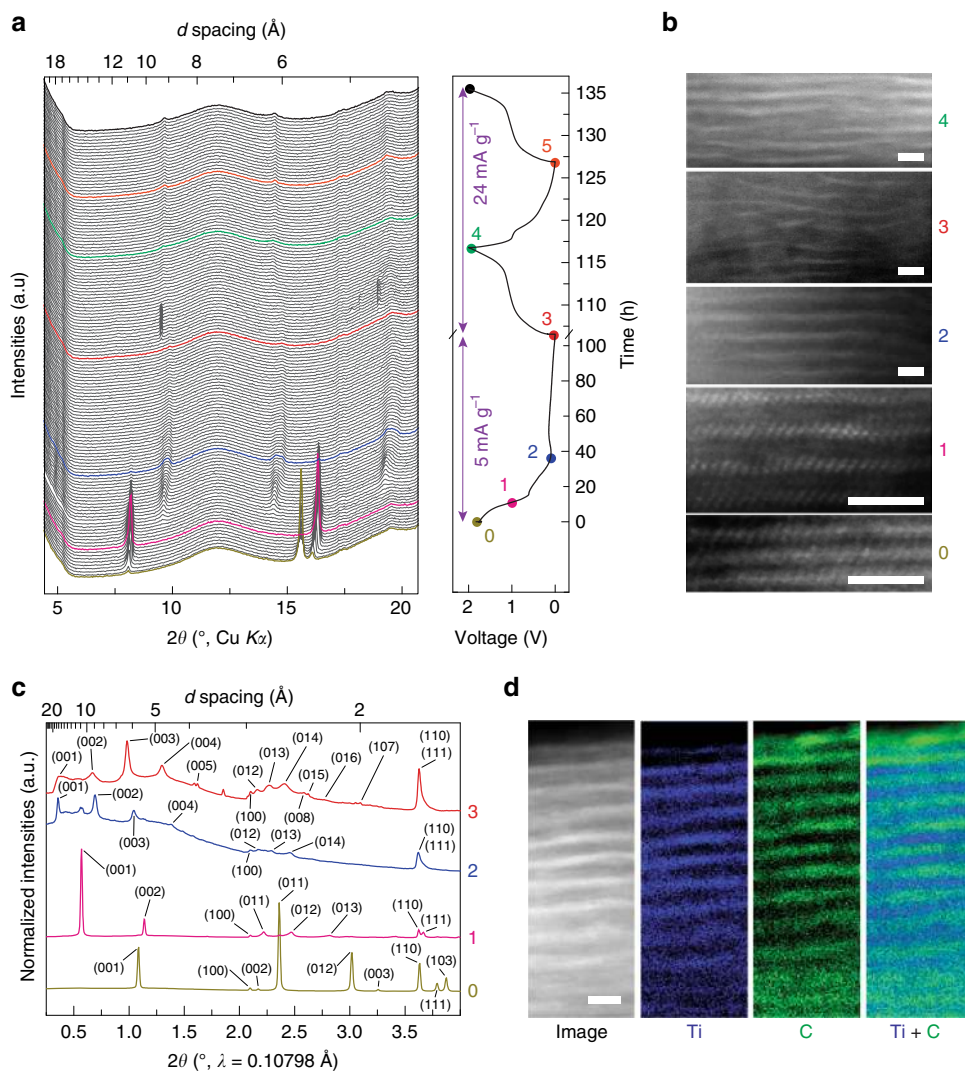 a
d spacing (Å)
18 12 10 8 6
Intensities (a.u)
5 10 15 20
2θ (°, Cu Kα)
24 mA g⁻¹
5 mA g⁻¹
5
4
3
2
1
0
135
130
125
120
115
110
100
80
60
40
20
0
Time (h)
2 1 0
Voltage (V)
b
4
3
2
1
0
c
d spacing (Å)
20 10 5 2
Normalized intensities (a.u.)
(001) (002) (003) (004) (005) (012) (013) (014) (015) (016) (107) (110) (111)
(100) (008)
3
(001) (002) (003) (004) (012) (013) (014) (110) (111)
(100)
2
(001) (002) (100) (011) (012) (013) (110) (111)
1
(001) (100) (002) (011) (012) (003) (110) (111) (103)
0
0.5 1.0 1.5 2.0 2.5 3.0 3.5
2θ (°, λ = 0.10798 Å)
d
Image Ti C Ti + C